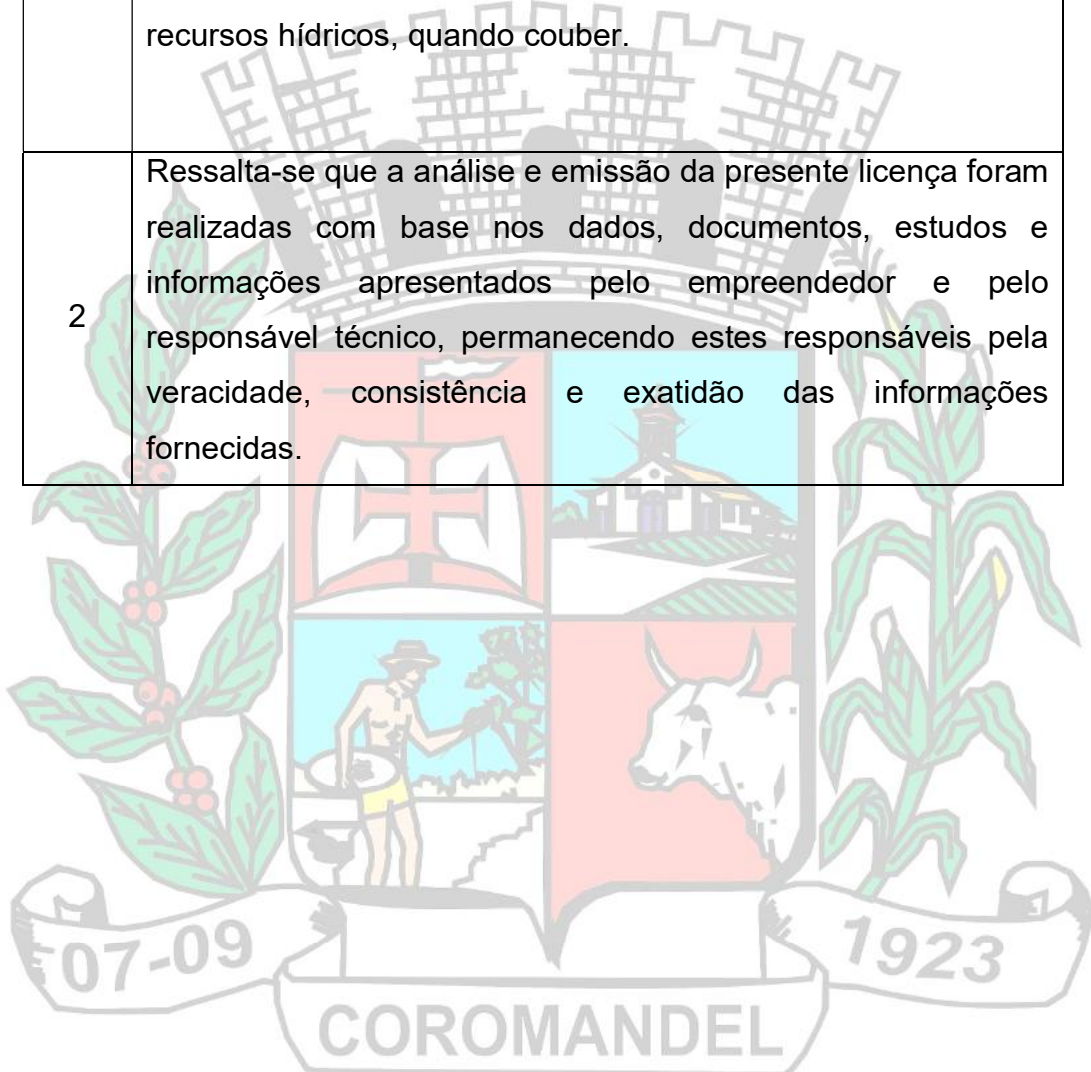 recursos hídricos, quando couber.
Ressalta-se que a análise e emissão da presente licença foram
realizadas com base nos dados, documentos, estudos e
informações apresentados pelo empreendedor e pelo
2
responsável técnico, permanecendo estes responsáveis pela
veracidade, consistência e exatidão das informações
fornecidas.
07-09
1923
COROMANDEL